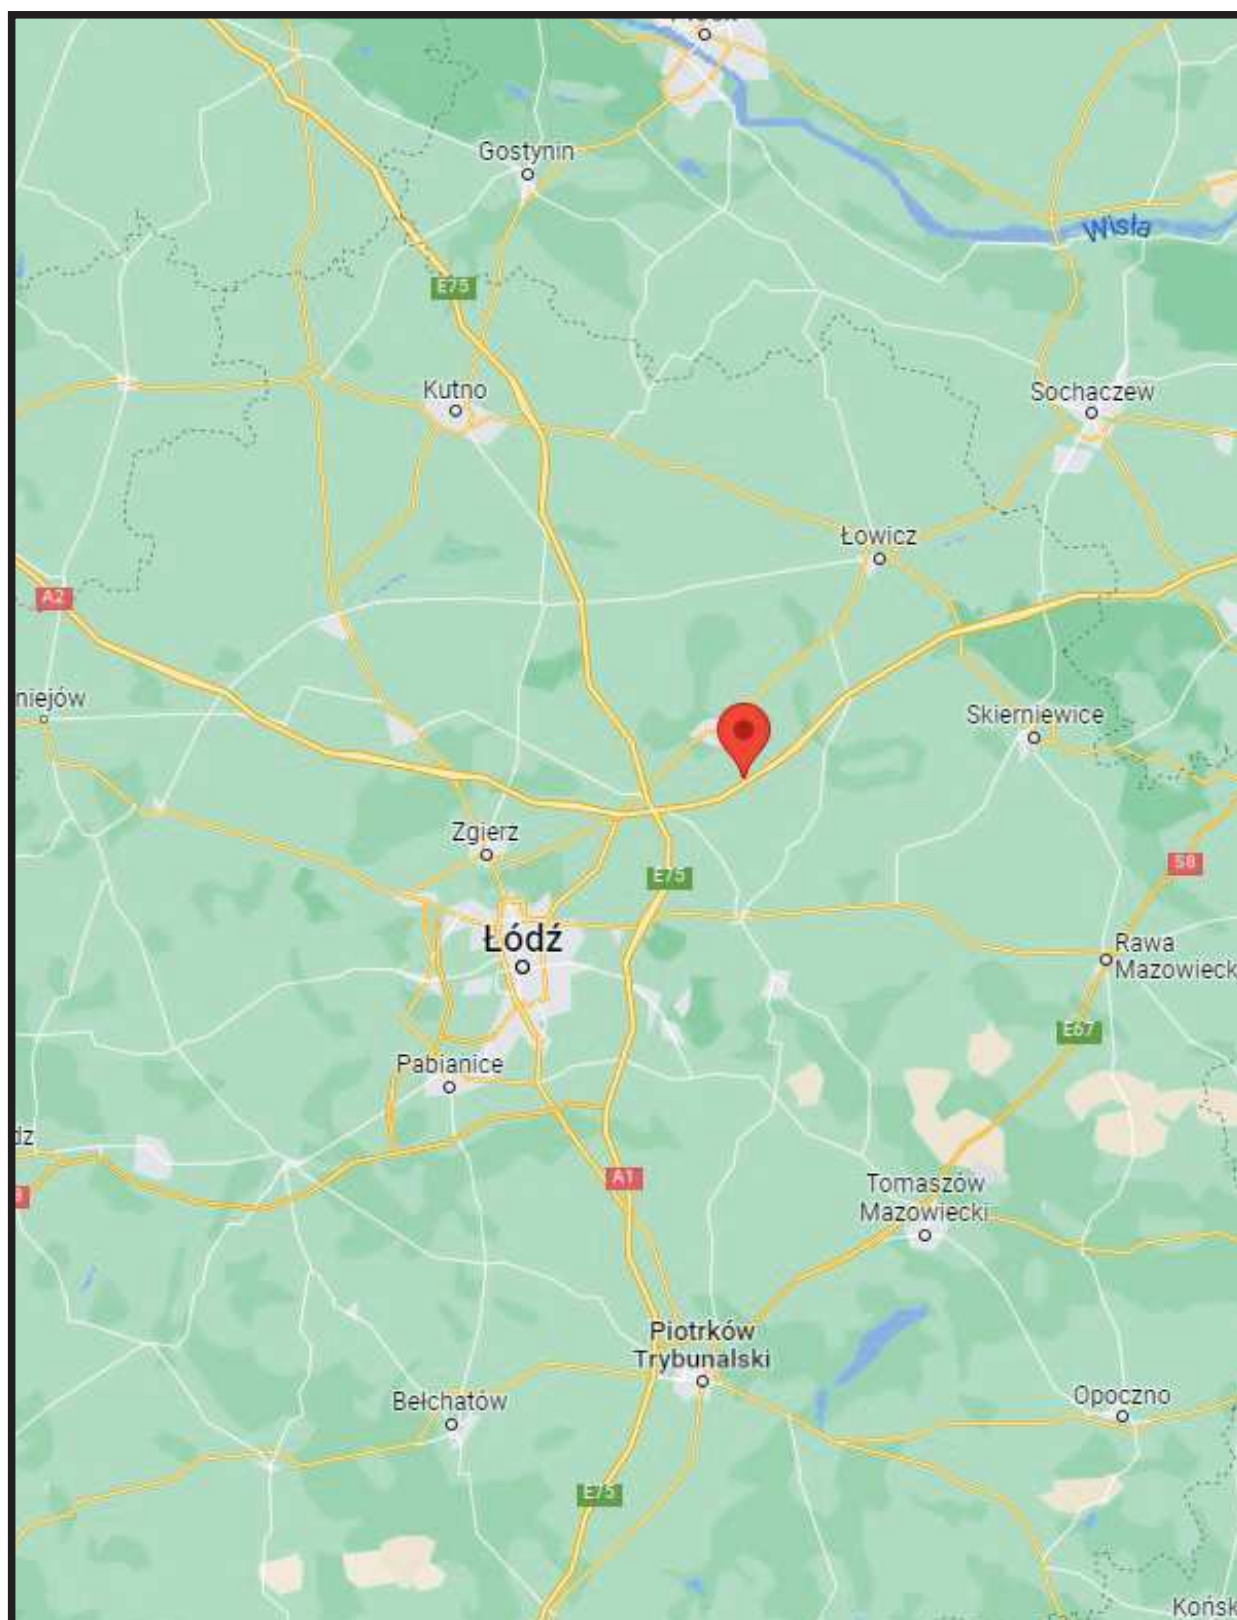 Gostynin
Wisła
E75
Kutno
Sochaczew
Łowicz
A2
niejów
Skierniewice
Zgierz
E75
S8
Łódź
Rawa
Mazowieck
E67
Pabianice
dz
A1
Tomaszów
Mazowiecki
Piotrków
Trybunalski
Bełchatów
Opoczno
E75
Końsk